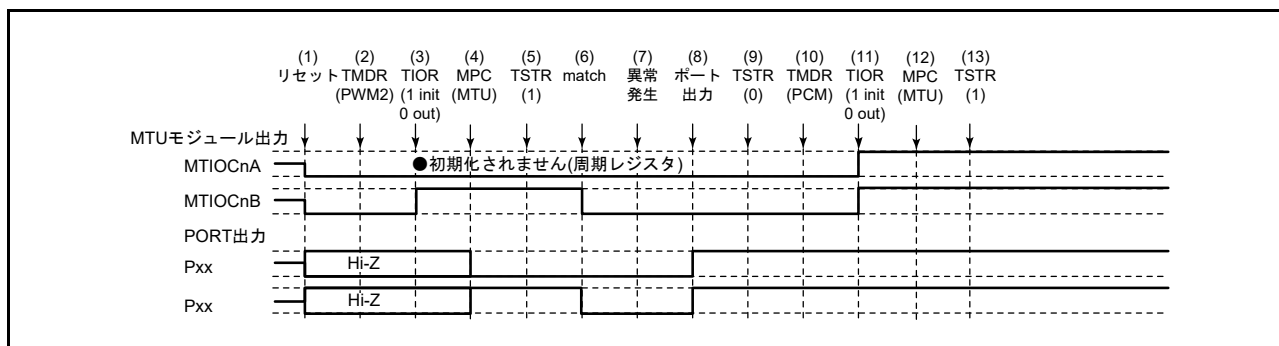 (1) (2) (3) (4) (5) (6) (7) (8) (9) (10) (11) (12) (13)
リセット TMDR TIOR MPC TSTR match 異常 ポート TSTR TMDR TIOR MPC TSTR
(PWM2) (1 init (MTU) (1) 発生 出力 (0) (PCM) (1 init (MTU) (1)
0 out) 0 out)
MTUモジュール出力
MTIOCnA ●初期化されません(周期レジスタ)
MTIOCnB
PORT出力
Pxx Hi-Z
Pxx Hi-Z